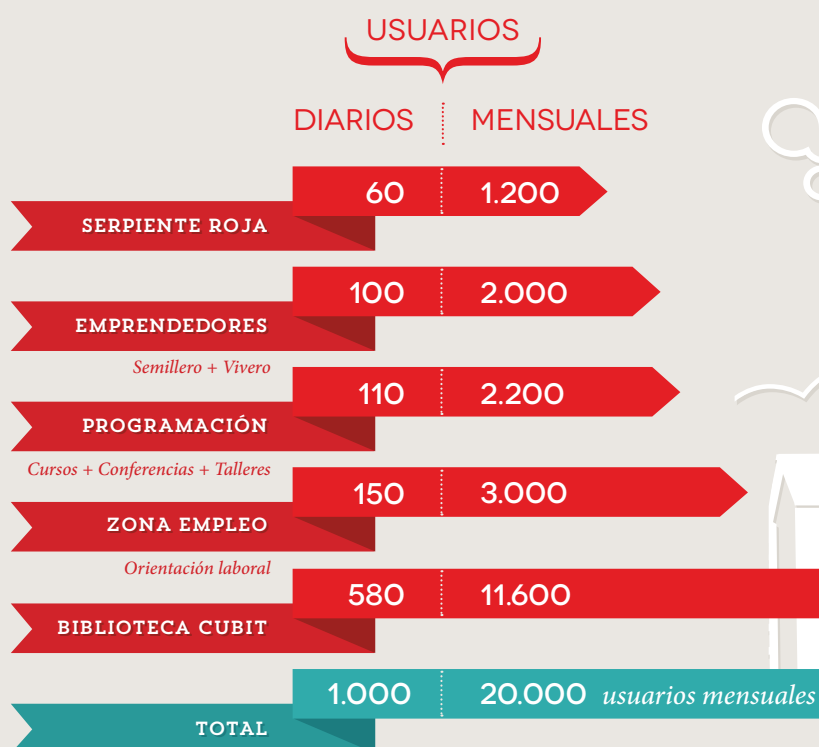 USUARIOS
DIARIOS MENSUALES
60 1.200
SERPIENTE ROJA
100 2.000
EMPRENDEDORES
Semillero + Vivero
110 2.200
PROGRAMACIÓN
Cursos + Conferencias + Talleres
150 3.000
ZONA EMPLEO
Orientación laboral
580 11.600
BIBLIOTECA CUBIT
1.000 20.000 usuarios mensuales
TOTAL